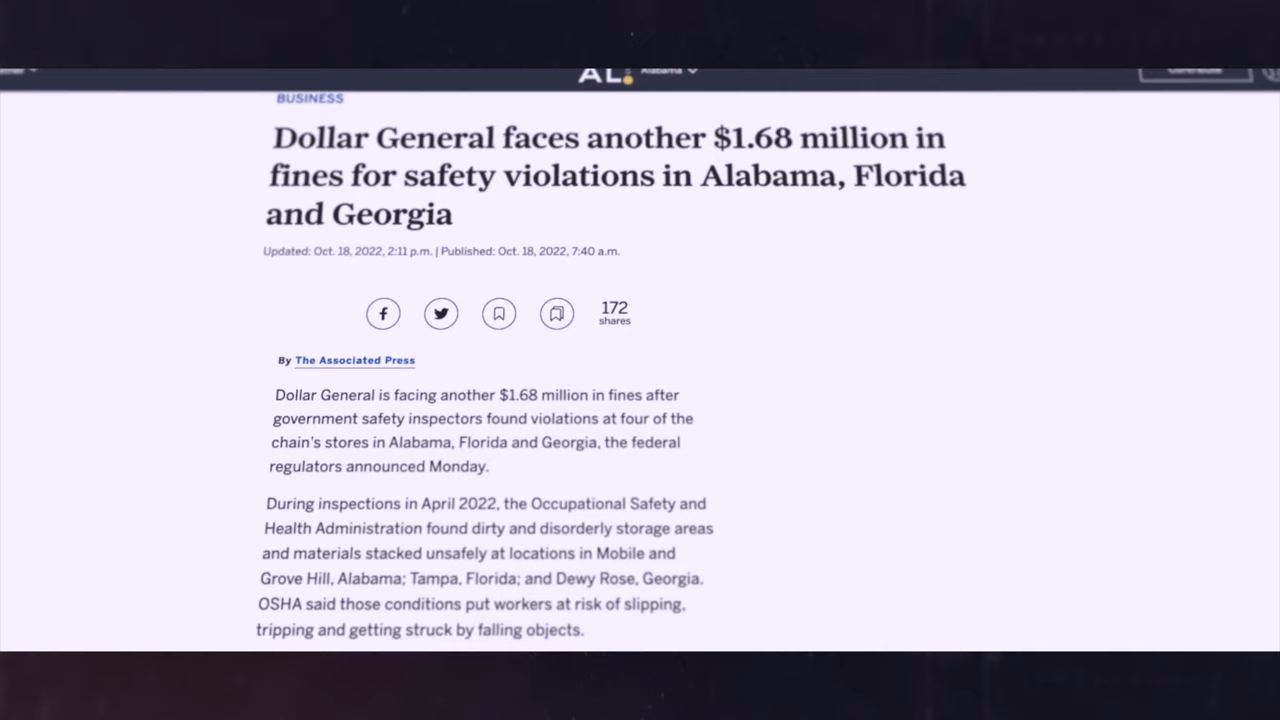 AL.
Alabama
BUSINESS
Dollar General faces another $1.68 million in
fines for safety violations in Alabama, Florida
and Georgia
Updated: Oct. 18, 2022, 2:11 p.m. | Published: Oct. 18, 2022, 7:40 a.m.
172
shares
By The Associated Press
Dollar General is facing another $1.68 million in fines after
government safety inspectors found violations at four of the
chain's stores in Alabama, Florida and Georgia, the federal
regulators announced Monday.
During inspections in April 2022, the Occupational Safety and
Health Administration found dirty and disorderly storage areas
and materials stacked unsafely at locations in Mobile and
Grove Hill, Alabama; Tampa, Florida; and Dewy Rose, Georgia.
OSHA said those conditions put workers at risk of slipping,
tripping and getting struck by falling objects.